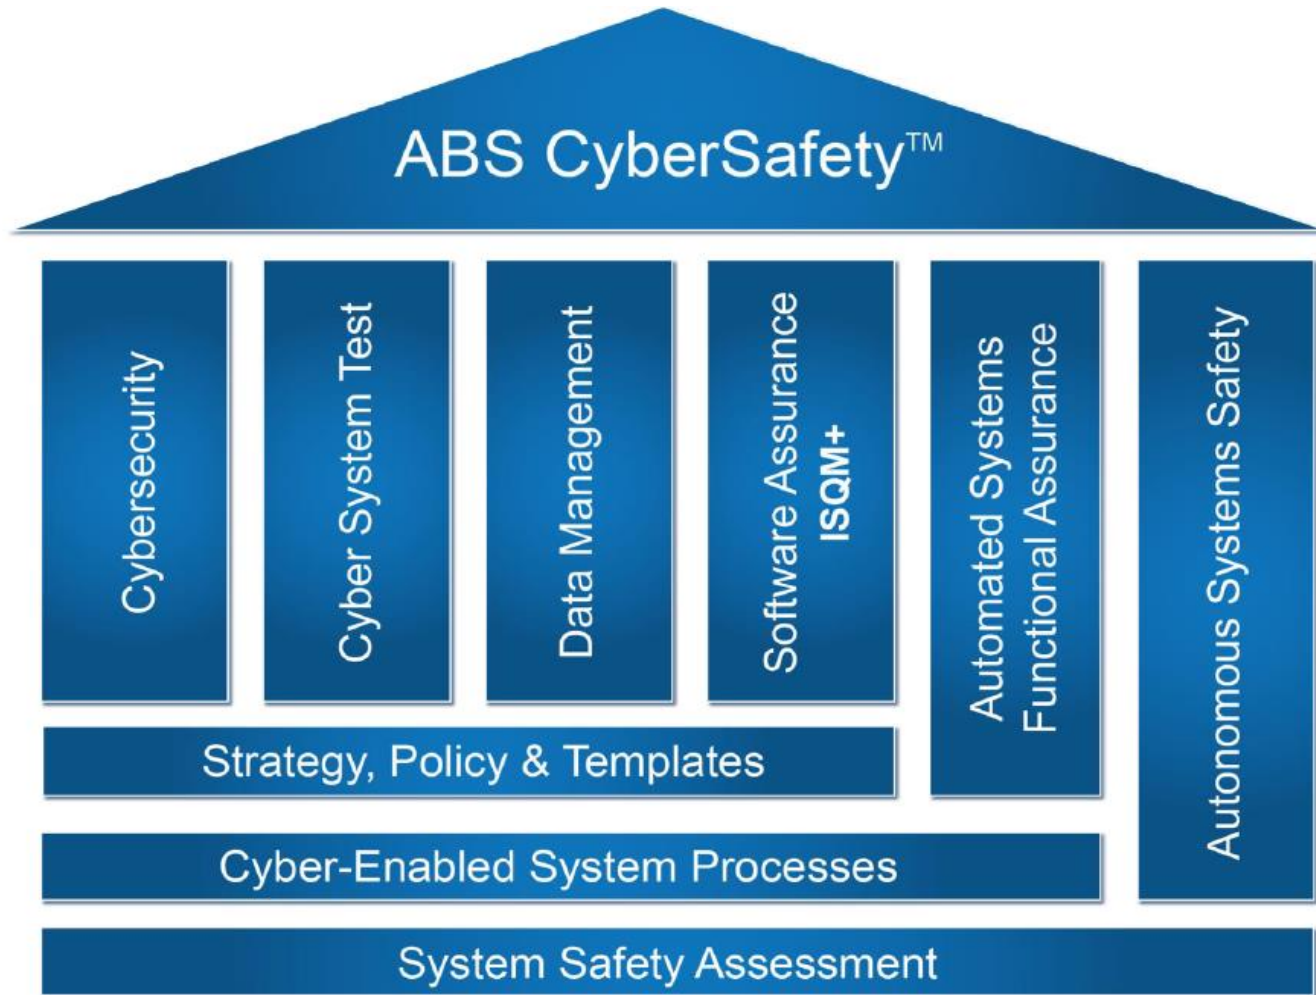 ABS CyberSafety™
Cybersecurity
Cyber System Test
Data Management
Software Assurance
ISQM+
Automated Systems
Functional Assurance
Autonomous Systems Safety
Strategy, Policy & Templates
Cyber-Enabled System Processes
System Safety Assessment